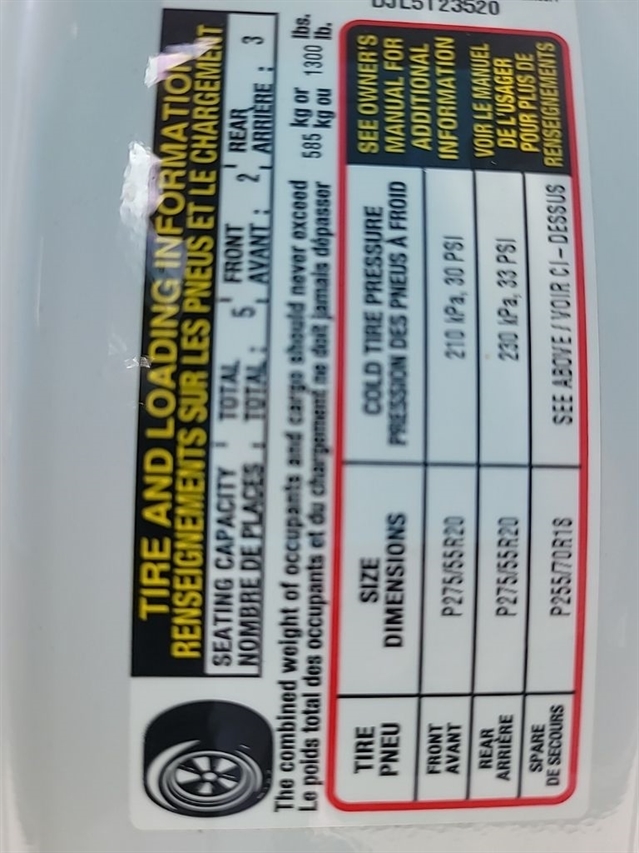 DJL5T23520
TIRE AND LOADING INFORMATION
RENSEIGNEMENTS SUR LES PNEUS ET LE CHARGEMENT
SEATING CAPACITY TOTAL 5 FRONT 2 REAR 3
NOMBRE DE PLACES TOTAL: AVANT: ARRIÈRE:
The combined weight of occupants and cargo should never exceed 585 kg or 1300 lbs.
Le poids total des occupants et du chargement ne doit jamais dépasser kg ou lb.
TIRE SIZE COLD TIRE PRESSURE
PNEU DIMENSIONS PRESSION DES PNEUS À FROID
FRONT P275/55R20 210 kPa, 30 PSI
AVANT
REAR P275/55R20 230 kPa, 33 PSI
ARRIÈRE
SPARE P255/70R18 SEE ABOVE / VOIR CI-DESSUS
DE SECOURS
SEE OWNER'S
MANUAL FOR
ADDITIONAL
INFORMATION
VOIR LE MANUEL
DE L'USAGER
POUR PLUS DE
RENSEIGNEMENTS